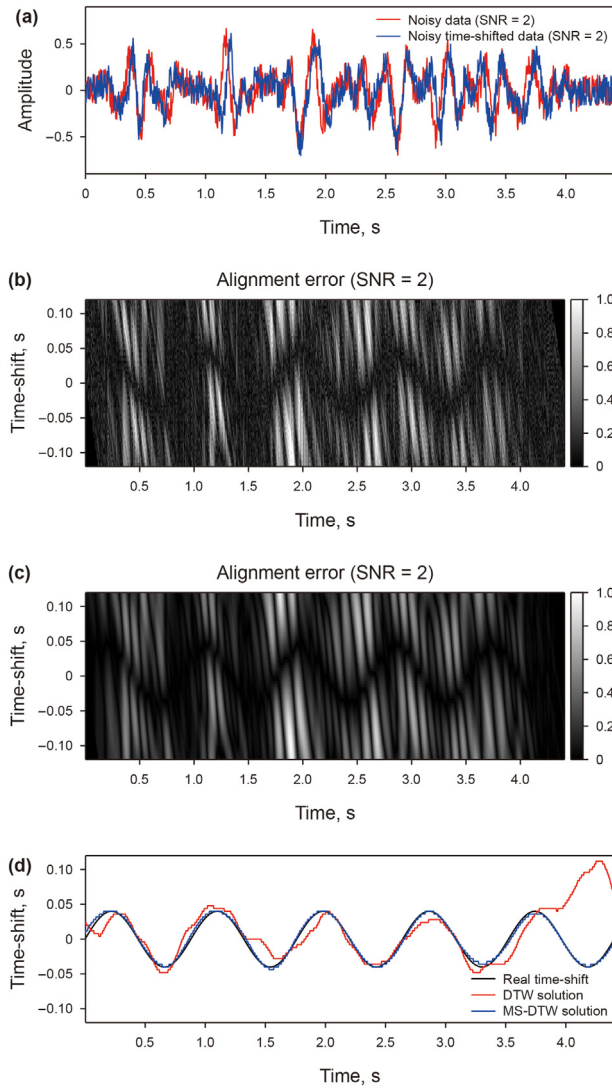 (a)
Noisy data (SNR = 2)
Noisy time-shifted data (SNR = 2)
0.5
0
−0.5
Amplitude
0 0.5 1.0 1.5 2.0 2.5 3.0 3.5 4.0
Time, s
(b)
Alignment error (SNR = 2)
0.10
0.05
0
−0.05
−0.10
Time-shift, s
1.0
0.8
0.6
0.4
0.2
0
0.5 1.0 1.5 2.0 2.5 3.0 3.5 4.0
Time, s
(c)
Alignment error (SNR = 2)
0.10
0.05
0
−0.05
−0.10
Time-shift, s
1.0
0.8
0.6
0.4
0.2
0
0.5 1.0 1.5 2.0 2.5 3.0 3.5 4.0
Time, s
(d)
0.10
0.05
0
−0.05
−0.10
Time-shift, s
Real time-shift
DTW solution
MS-DTW solution
0.5 1.0 1.5 2.0 2.5 3.0 3.5 4.0
Time, s